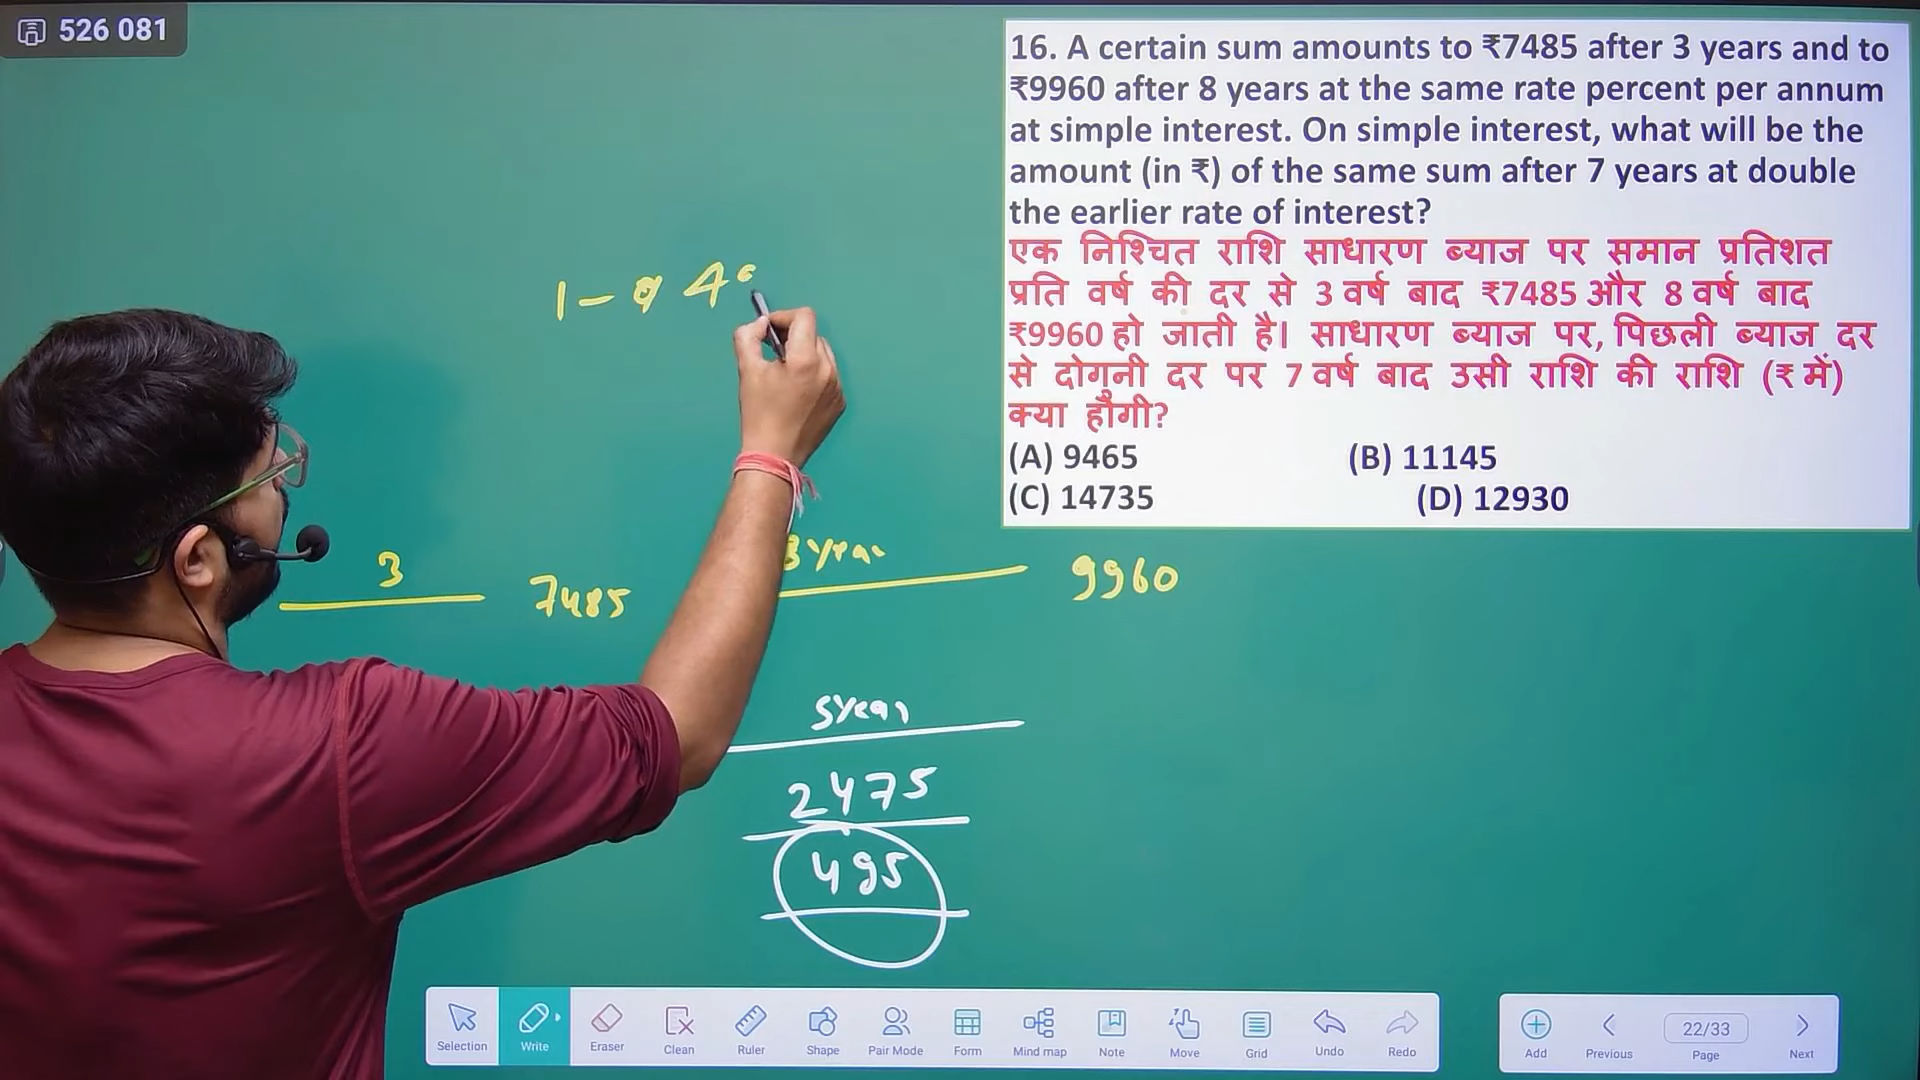 526 081
16. A certain sum amounts to ₹7485 after 3 years and to
₹9960 after 8 years at the same rate percent per annum
at simple interest. On simple interest, what will be the
amount (in ₹) of the same sum after 7 years at double
the earlier rate of interest?
एक निश्चित राशि साधारण ब्याज पर समान प्रतिशत
प्रति वर्ष की दर से 3 वर्ष बाद ₹7485 और 8 वर्ष बाद
₹9960 हो जाती है। साधारण ब्याज पर, पिछली ब्याज दर
से दोगुनी दर पर 7 वर्ष बाद उसी राशि की राशि (₹ में)
क्या होगी?
(A) 9465 (B) 11145
(C) 14735 (D) 12930
3 7485 year 9960
5year
2475
495
Selection Write Eraser Clean Ruler Shape Pair Mode Form Mind map Note Move Grid Undo Redo
Add Previous 22/33 Page Next